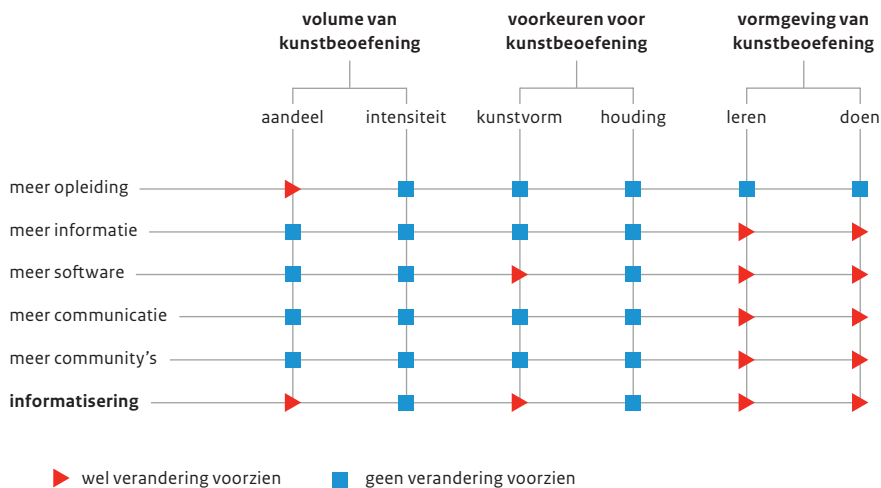 volume van
kunstbeoefening
voorkeuren voor
kunstbeoefening
vormgeving van
kunstbeoefening
aandeel
intensiteit
kunstvorm
houding
leren
doen
meer opleiding
meer informatie
meer software
meer communicatie
meer community's
informatisering
wel verandering voorzien
geen verandering voorzien